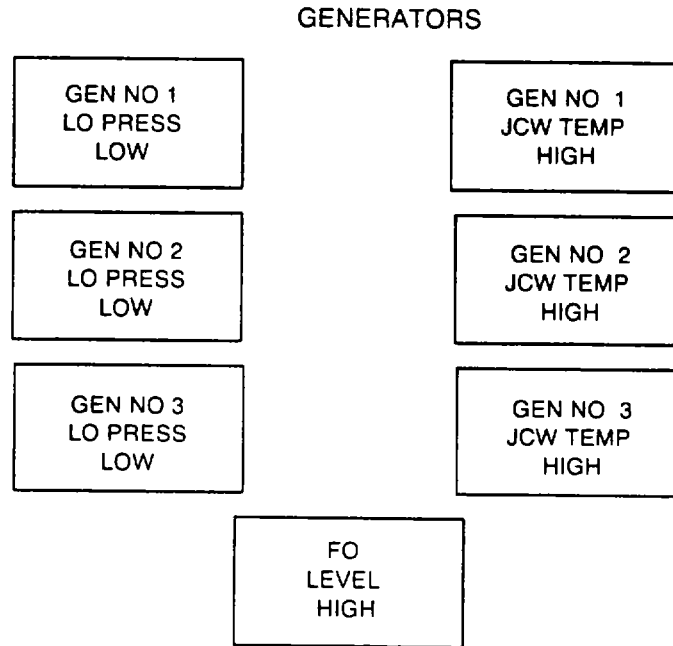 GENERATORS
GEN NO 1
LO PRESS
LOW
GEN NO 1
JCW TEMP
HIGH
GEN NO 2
LO PRESS
LOW
GEN NO 2
JCW TEMP
HIGH
GEN NO 3
LO PRESS
LOW
GEN NO 3
JCW TEMP
HIGH
FO
LEVEL
HIGH